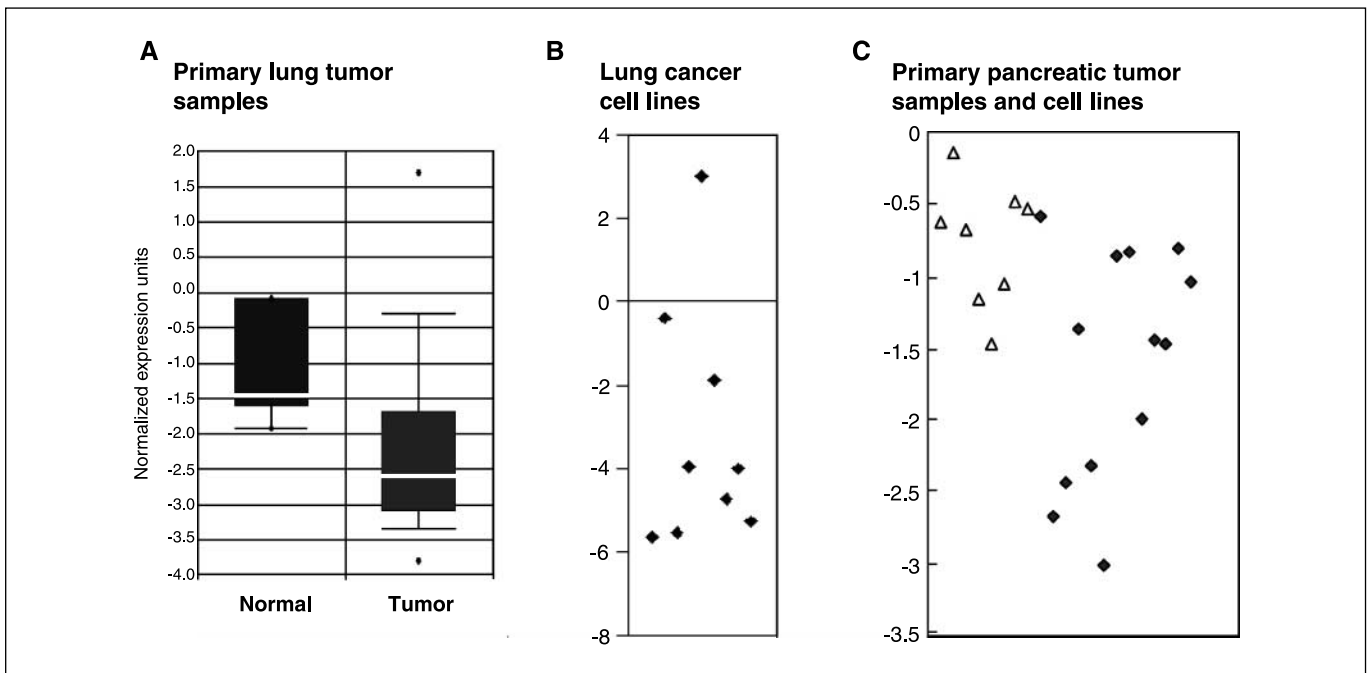 A
Primary lung tumor
samples
Normalized expression units
2.0
1.5
1.0
0.5
0.0
-0.5
-1.0
-1.5
-2.0
-2.5
-3.0
-3.5
-4.0
Normal
Tumor
B
Lung cancer
cell lines
4
2
0
-2
-4
-6
-8
C
Primary pancreatic tumor
samples and cell lines
0
-0.5
-1
-1.5
-2
-2.5
-3
-3.5